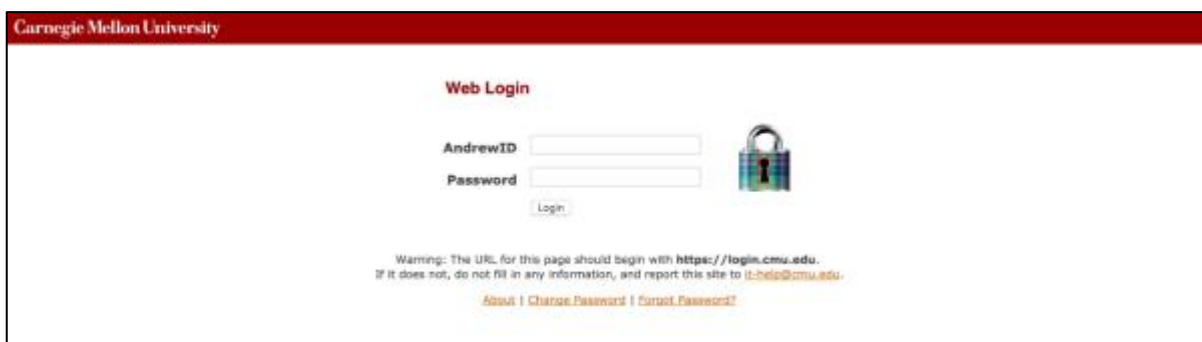 Carnegie Mellon University
Web Login
AndrewID
Password
Login
Warning: The URL for this page should begin with https://login.cmu.edu.
If it does not, do not fill in any information, and report this site to it-help@cmu.edu.
About | Change Password | Forgot Password?